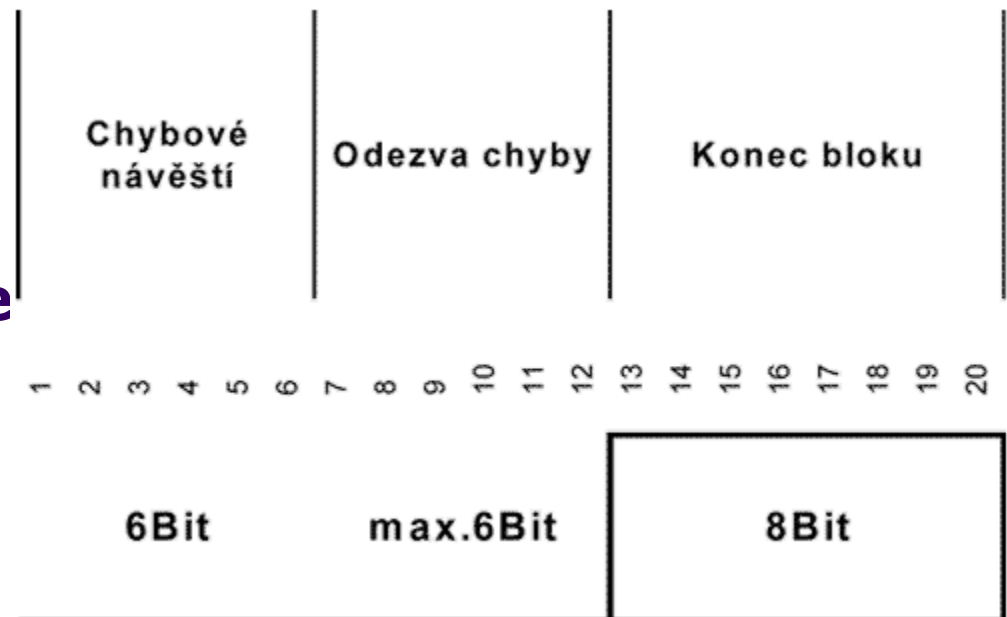 Chybové
návěští
Odezva chyby
Konec bloku
e
1 2 3 4 5 6 7 8 9 10 11 12 13 14 15 16 17 18 19 20
6Bit
max.6Bit
8Bit